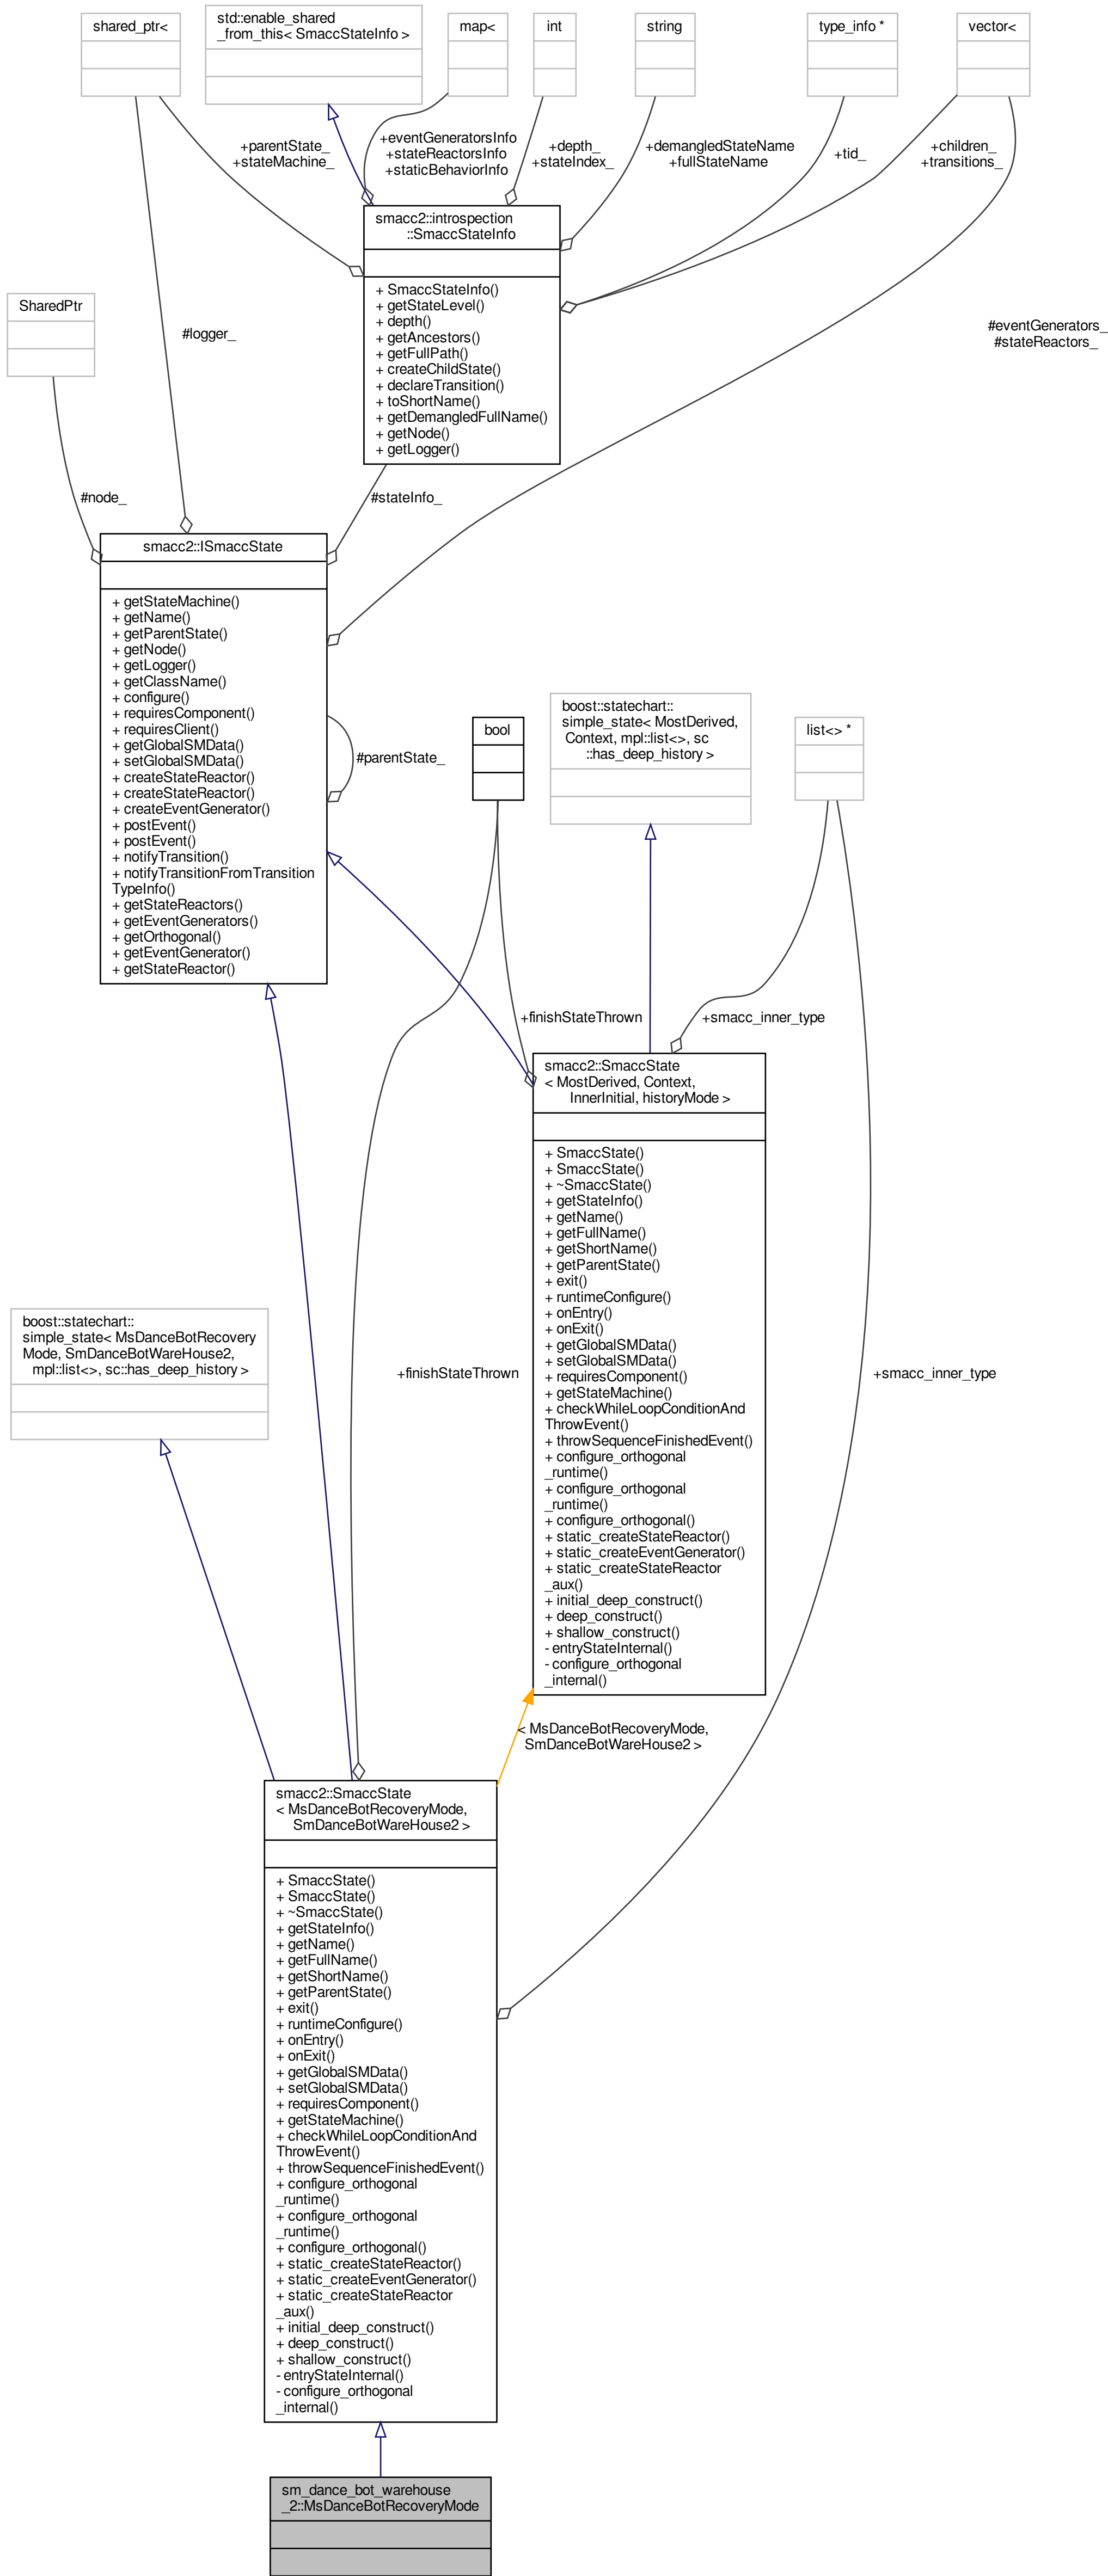 shared_ptr<
std::enable_shared
_from_this< SmaccStateInfo >
map<
int
string
type_info *
vector<
+parentState_
+stateMachine_
+eventGeneratorsInfo
+stateReactorsInfo
+staticBehaviorInfo
+depth_
+stateIndex_
+demangledStateName
+fullStateName
+tid_
+children_
+transitions_
smacc2::introspection
::SmaccStateInfo
+ SmaccStateInfo()
+ getStateLevel()
+ depth()
+ getAncestors()
+ getFullPath()
+ createChildState()
+ declareTransition()
+ toShortName()
+ getDemangledFullName()
+ getNode()
+ getLogger()
SharedPtr
#logger_
#eventGenerators_
#stateReactors_
#node_
#stateInfo_
smacc2::ISmaccState
+ getStateMachine()
+ getName()
+ getParentState()
+ getNode()
+ getLogger()
+ getClassName()
+ configure()
+ requiresComponent()
+ requiresClient()
+ getGlobalSMData()
+ setGlobalSMData()
+ createStateReactor()
+ createStateReactor()
+ createEventGenerator()
+ postEvent()
+ postEvent()
+ notifyTransition()
+ notifyTransitionFromTransition
TypeInfo()
+ getStateReactors()
+ getEventGenerators()
+ getOrthogonal()
+ getEventGenerator()
+ getStateReactor()
#parentState_
bool
boost::statechart::
simple_state< MostDerived,
Context, mpl::list<>, sc
::has_deep_history >
list<> *
+finishStateThrown
+smacc_inner_type
smacc2::SmaccState
< MostDerived, Context,
InnerInitial, historyMode >
+ SmaccState()
+ SmaccState()
+ ~SmaccState()
+ getStateInfo()
+ getName()
+ getFullName()
+ getShortName()
+ getParentState()
+ exit()
+ runtimeConfigure()
+ onEntry()
+ onExit()
+ getGlobalSMData()
+ setGlobalSMData()
+ requiresComponent()
+ getStateMachine()
+ checkWhileLoopConditionAnd
ThrowEvent()
+ throwSequenceFinishedEvent()
+ configure_orthogonal
_runtime()
+ configure_orthogonal
_runtime()
+ configure_orthogonal()
+ static_createStateReactor()
+ static_createEventGenerator()
+ static_createStateReactor
_aux()
+ initial_deep_construct()
+ deep_construct()
+ shallow_construct()
- entryStateInternal()
- configure_orthogonal
_internal()
boost::statechart::
simple_state< MsDanceBotRecovery
Mode, SmDanceBotWareHouse2,
mpl::list<>, sc::has_deep_history >
+finishStateThrown
+smacc_inner_type
< MsDanceBotRecoveryMode,
SmDanceBotWareHouse2 >
smacc2::SmaccState
< MsDanceBotRecoveryMode,
SmDanceBotWareHouse2 >
+ SmaccState()
+ SmaccState()
+ ~SmaccState()
+ getStateInfo()
+ getName()
+ getFullName()
+ getShortName()
+ getParentState()
+ exit()
+ runtimeConfigure()
+ onEntry()
+ onExit()
+ getGlobalSMData()
+ setGlobalSMData()
+ requiresComponent()
+ getStateMachine()
+ checkWhileLoopConditionAnd
ThrowEvent()
+ throwSequenceFinishedEvent()
+ configure_orthogonal
_runtime()
+ configure_orthogonal
_runtime()
+ configure_orthogonal()
+ static_createStateReactor()
+ static_createEventGenerator()
+ static_createStateReactor
_aux()
+ initial_deep_construct()
+ deep_construct()
+ shallow_construct()
- entryStateInternal()
- configure_orthogonal
_internal()
sm_dance_bot_warehouse
_2::MsDanceBotRecoveryMode